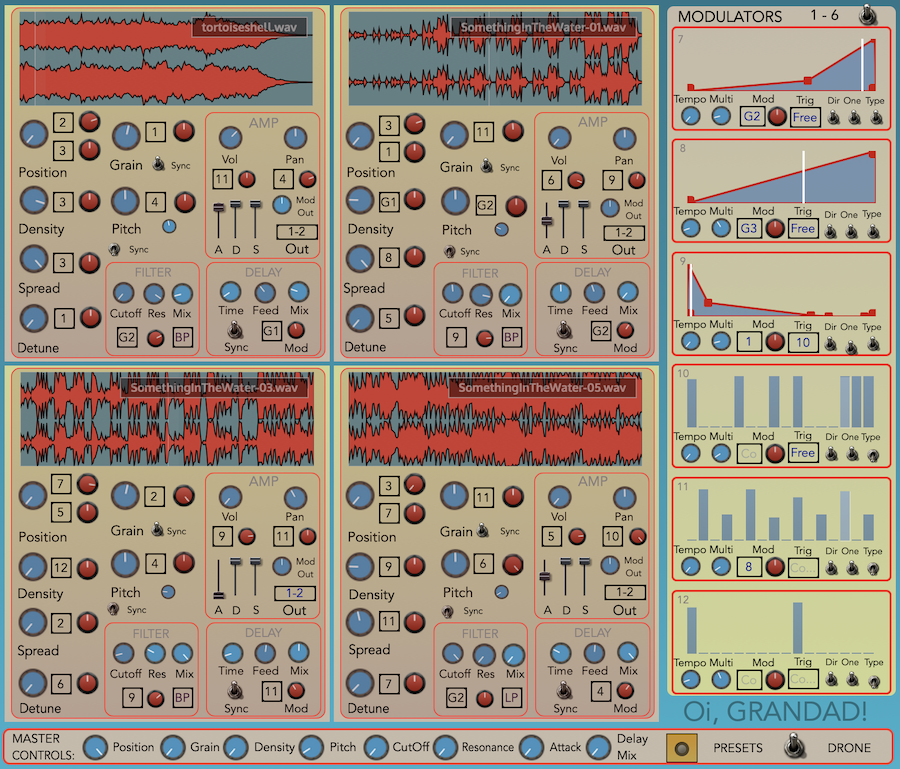 tortoiseshell.wav
2
3
Position
1
Grain
Sync
3
Density
4
Pitch
Sync
3
Spread
1
Detune
AMP
Vol
Pan
11
4
Mod
Out
1-2
A D S
Out
FILTER
Cutoff Res Mix
G2
BP
DELAY
Time Feed Mix
Sync
G1
Mod
SomethingInTheWater-01.wav
3
1
Position
11
Grain
Sync
G1
Density
G2
Pitch
Sync
8
Spread
5
Detune
AMP
Vol
Pan
6
9
Mod
Out
1-2
A D S
Out
FILTER
Cutoff Res Mix
9
BP
DELAY
Time Feed Mix
Sync
G2
Mod
SomethingInTheWater-03.wav
7
5
Position
2
Grain
Sync
12
Density
4
Pitch
Sync
2
Spread
6
Detune
AMP
Vol
Pan
9
11
Mod
Out
1-2
A D S
Out
FILTER
Cutoff Res Mix
9
BP
DELAY
Time Feed Mix
Sync
11
Mod
SomethingInTheWater-05.wav
3
7
Position
11
Grain
Sync
9
Density
6
Pitch
Sync
11
Spread
7
Detune
AMP
Vol
Pan
5
10
Mod
Out
1-2
A D S
Out
FILTER
Cutoff Res Mix
G2
LP
DELAY
Time Feed Mix
Sync
4
Mod
MODULATORS 1 - 6
7
Tempo Multi Mod Trig Dir One Type
G2 Free
8
Tempo Multi Mod Trig Dir One Type
G3 Free
9
Tempo Multi Mod Trig Dir One Type
1 10
10
Tempo Multi Mod Trig Dir One Type
Co Free
11
Tempo Multi Mod Trig Dir One Type
8 Co...
12
Tempo Multi Mod Trig Dir One Type
Co Co...
Oi, GRANDAD!
MASTER
CONTROLS:
Position
Grain
Density
Pitch
CutOff
Resonance
Attack
Delay
Mix
PRESETS
DRONE